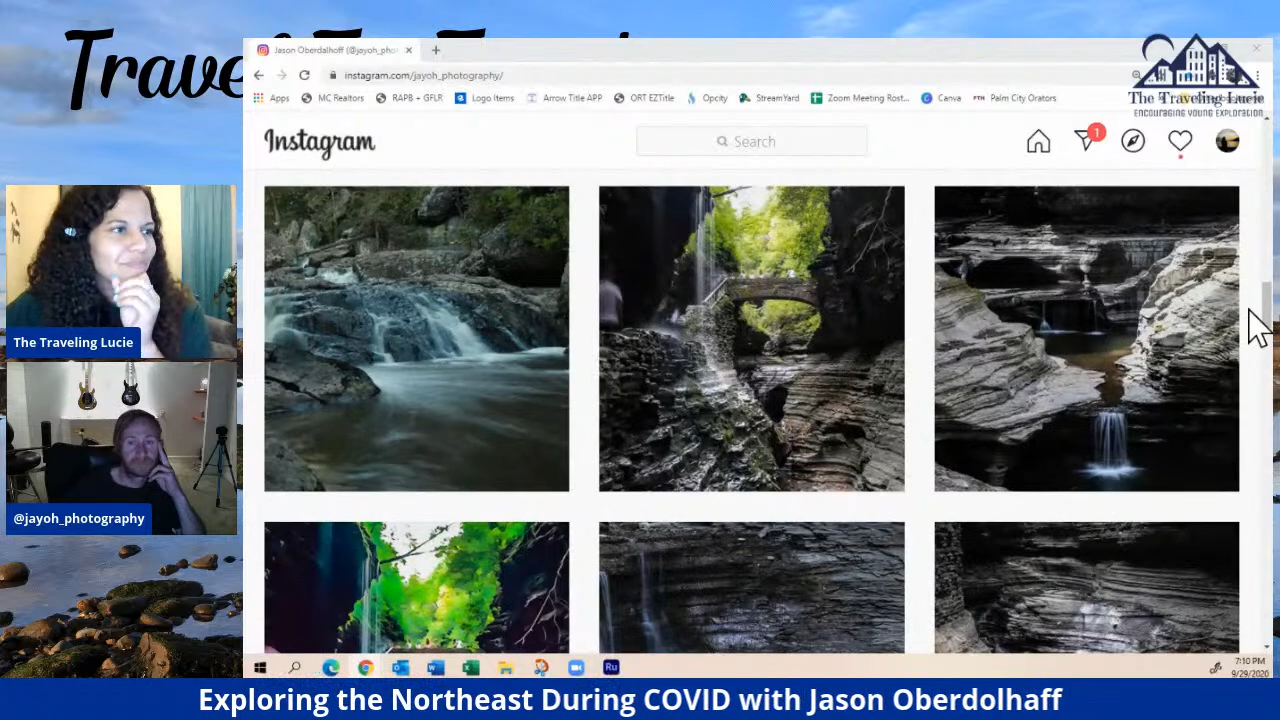 Trave
Jason Oberdalhoff (@jayoh_pho
instagram.com/jayoh_photography/
Apps MC Realtors RAPB + GFLR Logo Items Arrow Title APP ORT EZTitle Opcity StreamYard Zoom Meeting Rost... Canva Palm City Orators
The Traveling Lucie
ENCOURAGING YOUNG EXPLORATION
Instagram
Search
1
The Traveling Lucie
@jayoh_photography
Ru
7:10 PM
9/29/2020
Exploring the Northeast During COVID with Jason Oberdolhaff